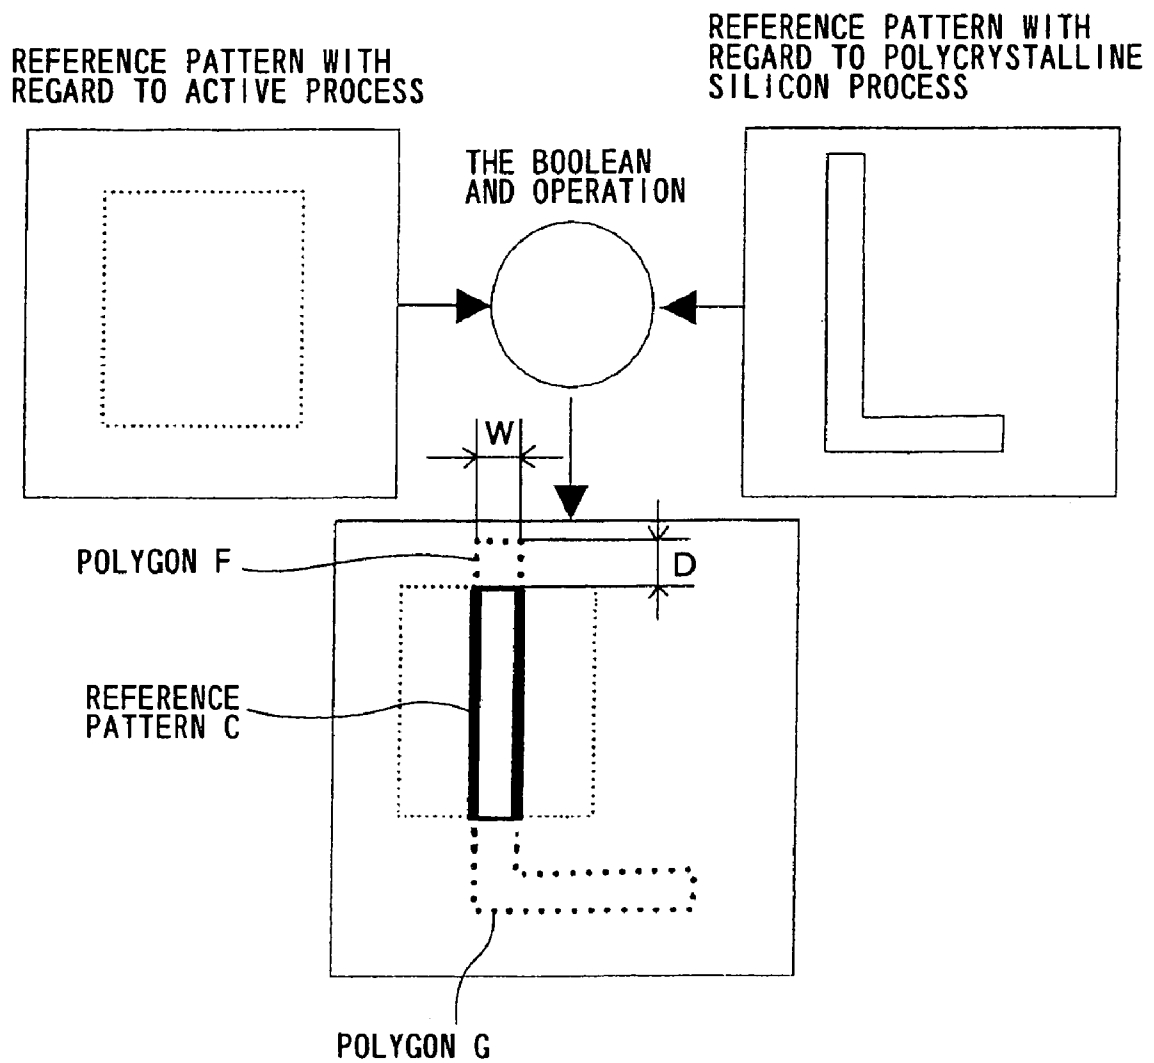 REFERENCE PATTERN WITH
REGARD TO ACTIVE PROCESS
REFERENCE PATTERN WITH
REGARD TO POLYCRYSTALLINE
SILICON PROCESS
THE BOOLEAN
AND OPERATION
W
D
POLYGON F
REFERENCE
PATTERN C
POLYGON G